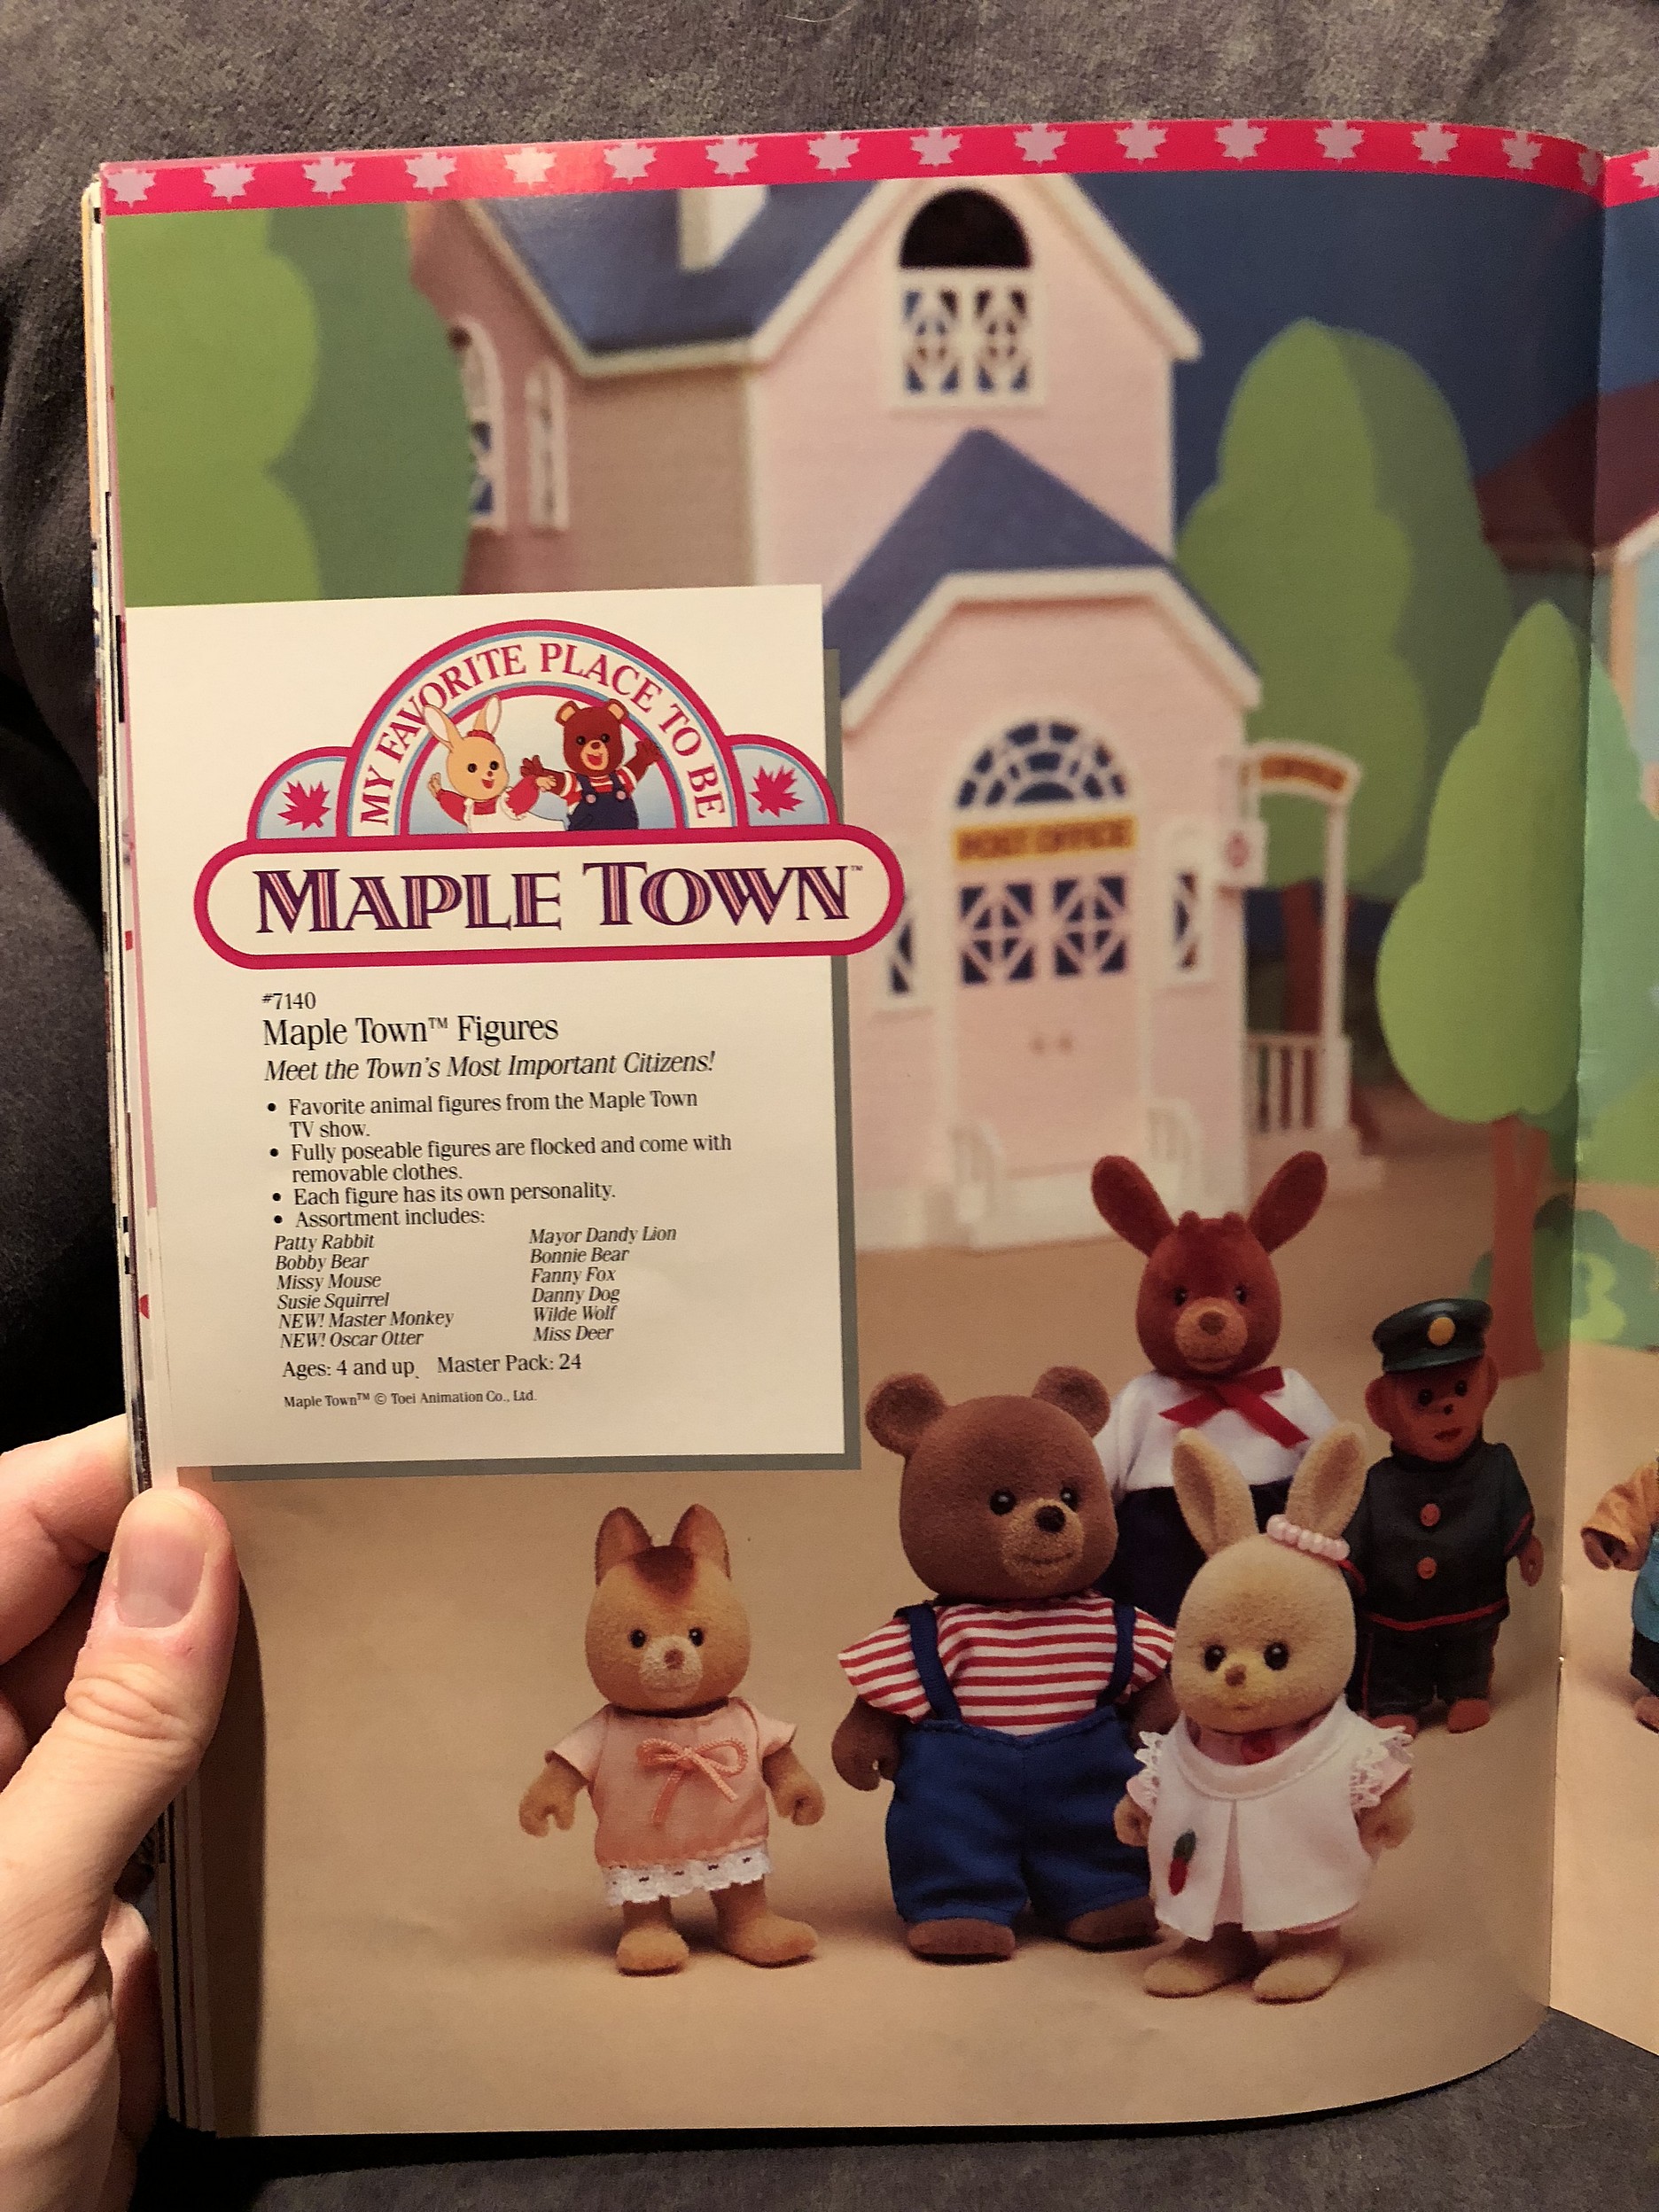 MY FAVORITE PLACE TO BE
MAPLE TOWN™
#7140
Maple Town™ Figures
Meet the Town's Most Important Citizens!
• Favorite animal figures from the Maple Town
TV show.
• Fully poseable figures are flocked and come with
removable clothes.
• Each figure has its own personality.
• Assortment includes:
Patty Rabbit
Bobby Bear
Missy Mouse
Susie Squirrel
NEW! Master Monkey
NEW! Oscar Otter
Mayor Dandy Lion
Bonnie Bear
Fanny Fox
Danny Dog
Wilde Wolf
Miss Deer
Ages: 4 and up. Master Pack: 24
Maple Town™ © Toei Animation Co., Ltd.
POST OFFICE